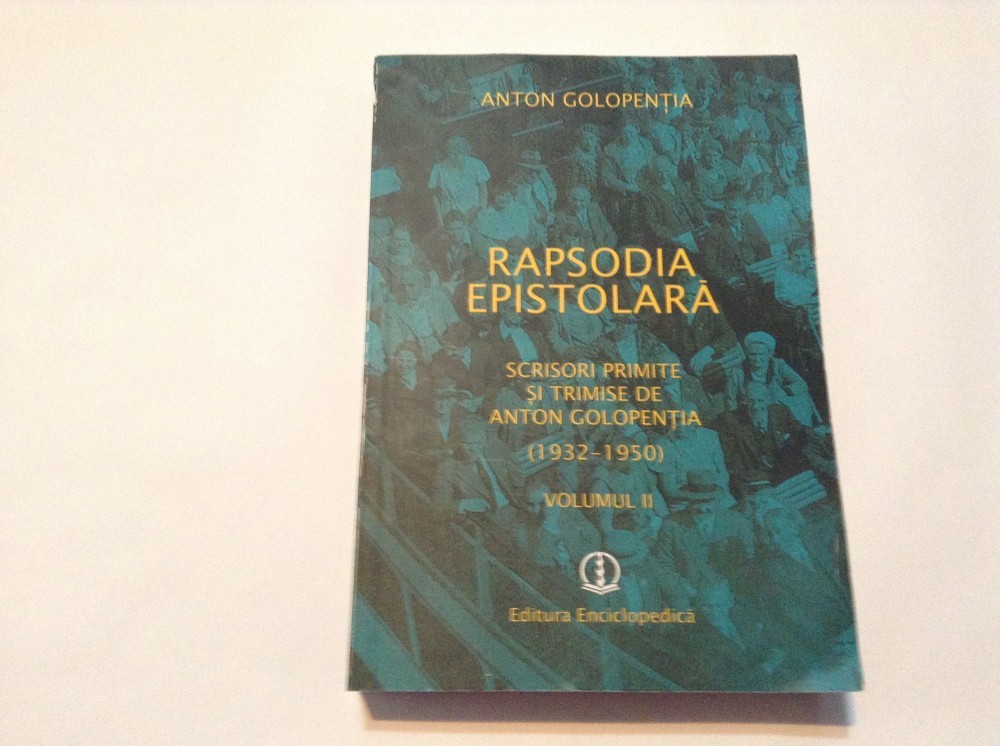 ANTON GOLOPENȚIA
RAPSODIA
EPISTOLARĂ
SCRISORI PRIMITE
ȘI TRIMISE DE
ANTON GOLOPENȚIA
(1932-1950)
VOLUMUL II
Editura Enciclopedică